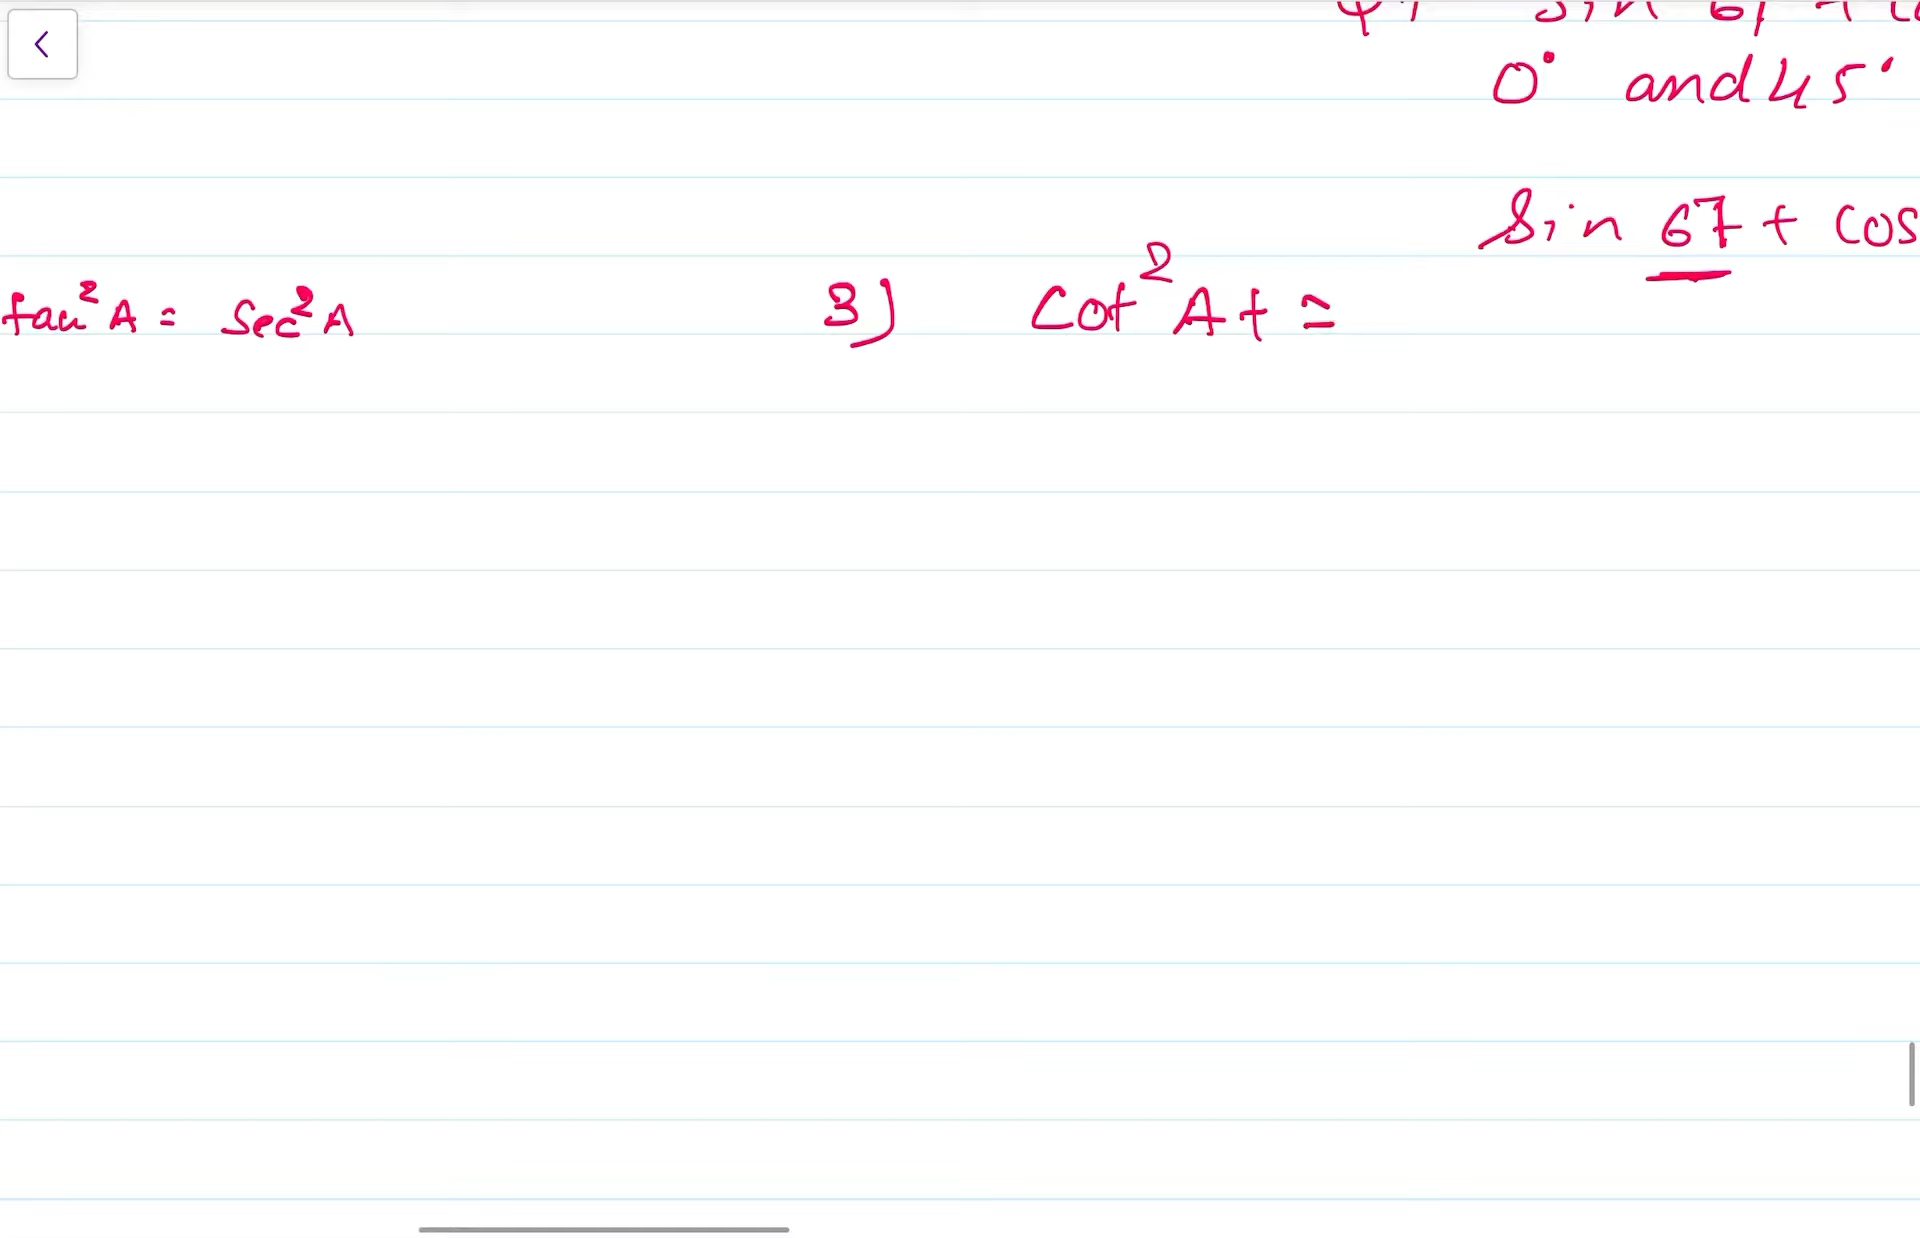 0° and 45°
Sin 67 + Cos
tan²A = Sec²A
3) Cot²A + =